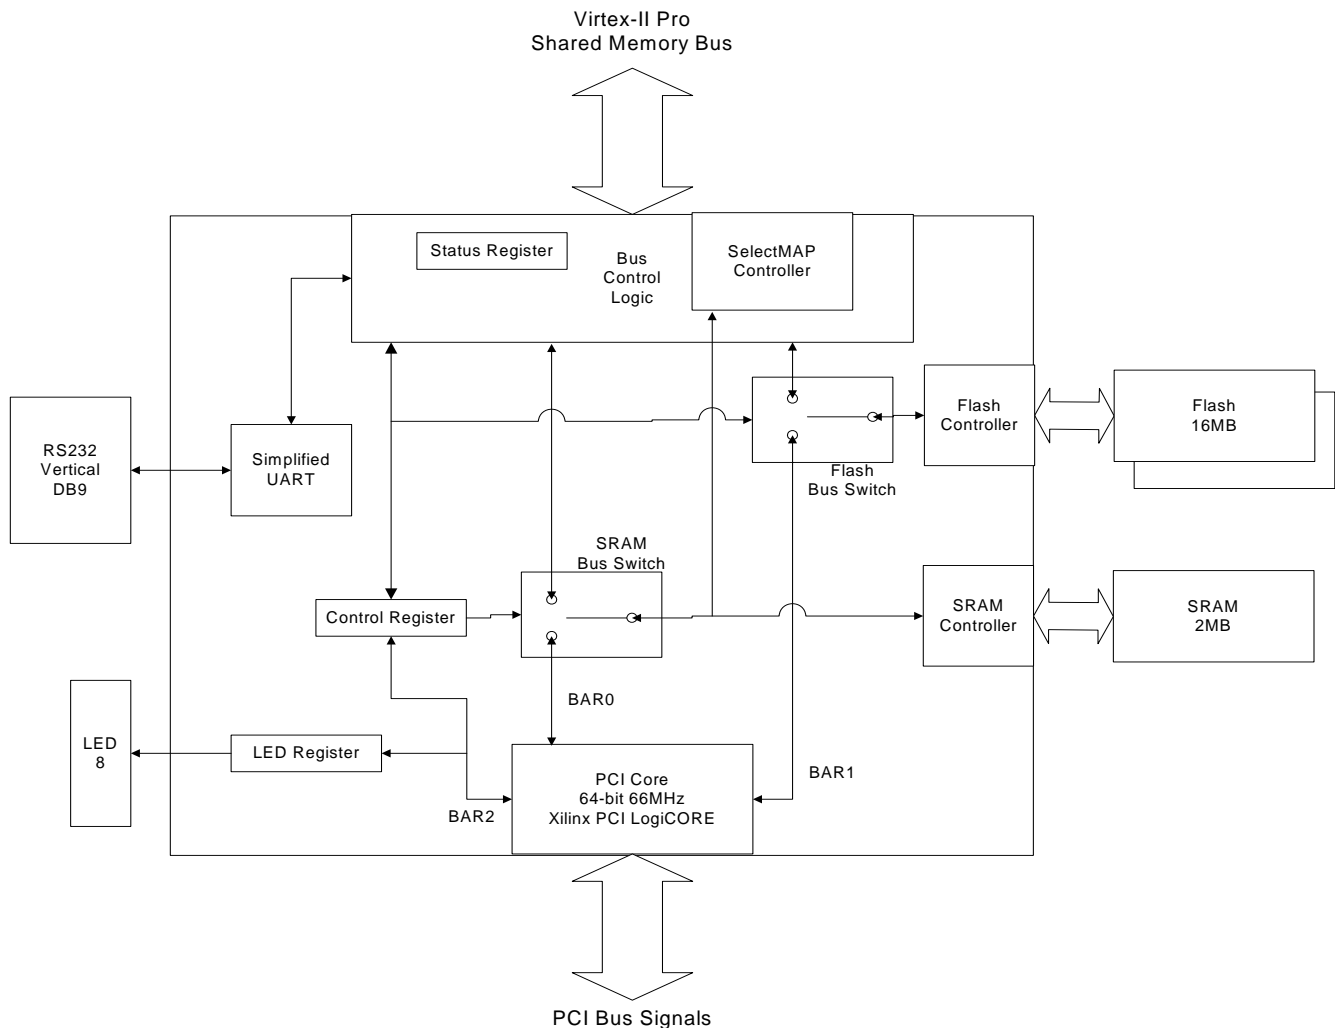 Virtex-II Pro
Shared Memory Bus
Status Register
Bus
Control
Logic
SelectMAP
Controller
RS232
Vertical
DB9
Simplified
UART
Flash
Bus Switch
Flash
Controller
Flash
16MB
SRAM
Bus Switch
Control Register
SRAM
Controller
SRAM
2MB
BAR0
LED
8
LED Register
BAR2
PCI Core
64-bit 66MHz
Xilinx PCI LogiCORE
BAR1
PCI Bus Signals